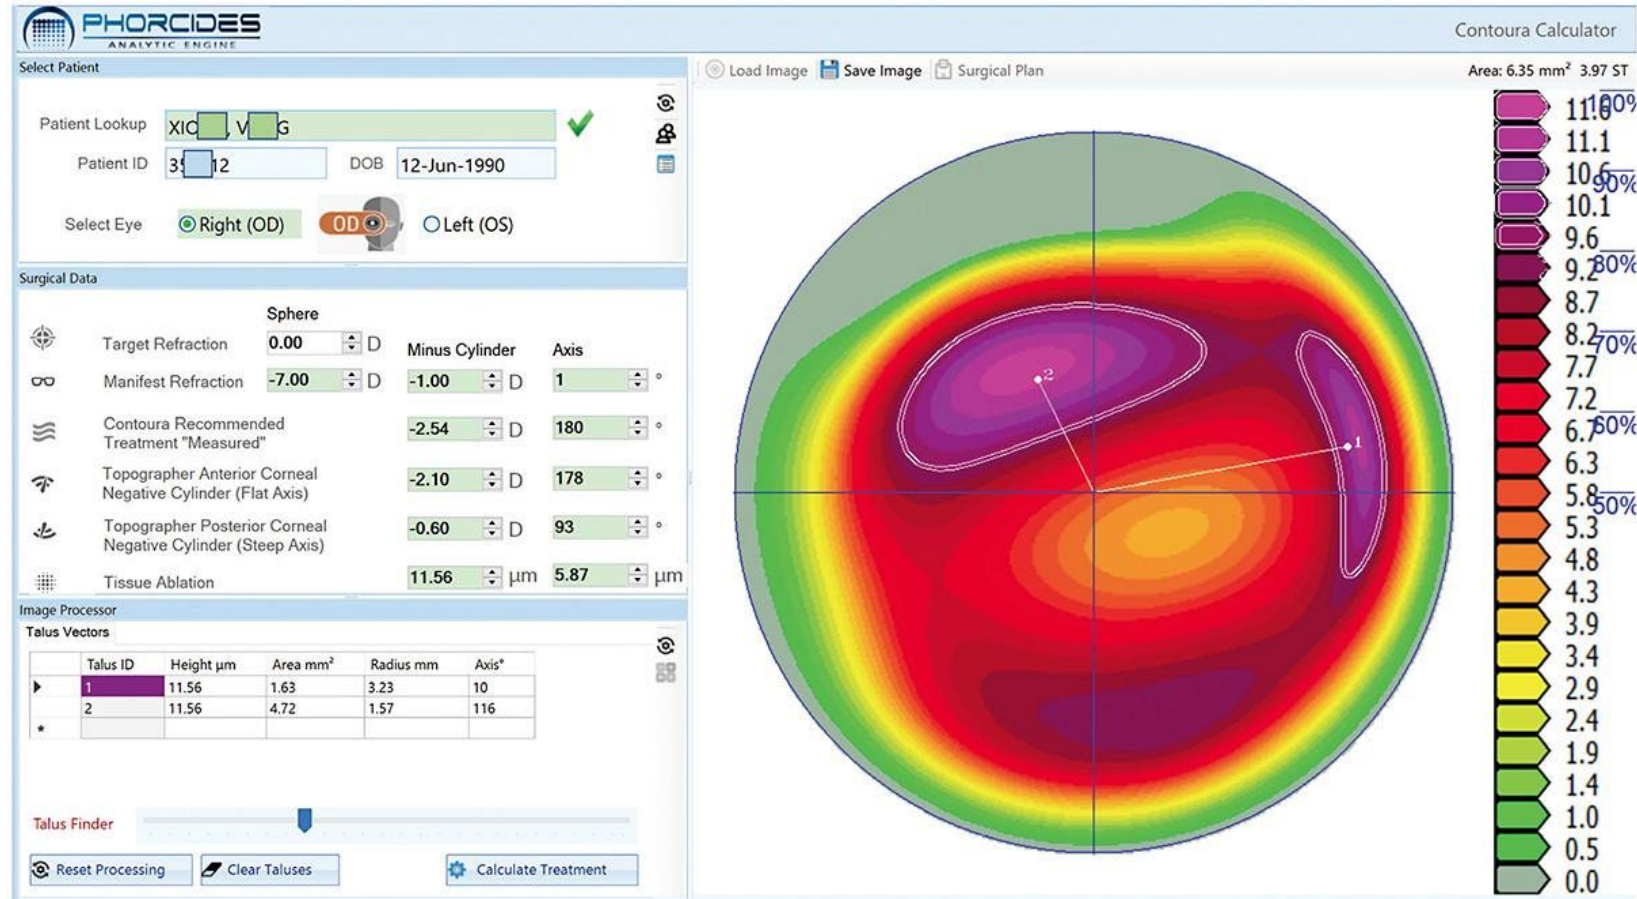 PHORCIDES
ANALYTIC ENGINE
Contoura Calculator
Select Patient
Patient Lookup XIC , V G
Patient ID 35 12 DOB 12-Jun-1990
Select Eye Right (OD) OD Left (OS)
Surgical Data
Sphere
Target Refraction 0.00 D Minus Cylinder Axis
Manifest Refraction -7.00 D -1.00 D 1 °
Contoura Recommended
Treatment "Measured" -2.54 D 180 °
Topographer Anterior Corneal
Negative Cylinder (Flat Axis) -2.10 D 178 °
Topographer Posterior Corneal
Negative Cylinder (Steep Axis) -0.60 D 93 °
Tissue Ablation 11.56 µm 5.87 µm
Image Processor
Talus Vectors
Talus ID Height µm Area mm² Radius mm Axis°
1 11.56 1.63 3.23 10
2 11.56 4.72 1.57 116
*
Talus Finder
Reset Processing Clear Taluses Calculate Treatment
Load Image Save Image Surgical Plan Area: 6.35 mm² 3.97 ST
2
1
11.6 100%
11.1
10.6 90%
10.1
9.6
9.2 80%
8.7
8.2 70%
7.7
7.2
6.7 60%
6.3
5.8 50%
5.3
4.8
4.3
3.9
3.4
2.9
2.4
1.9
1.4
1.0
0.5
0.0